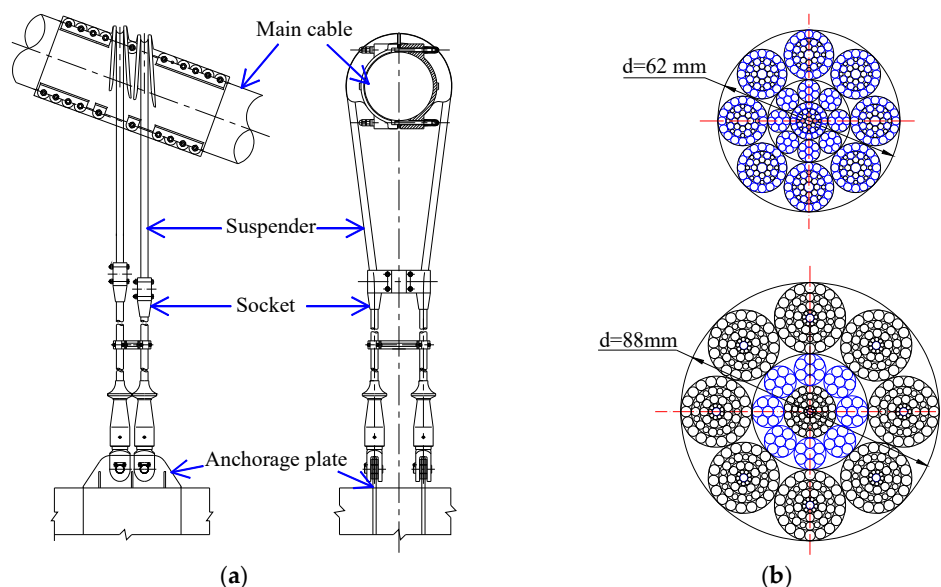 Main cable
Suspender
Socket
Anchorage plate
(a)
d=62 mm
d=88mm
(b)